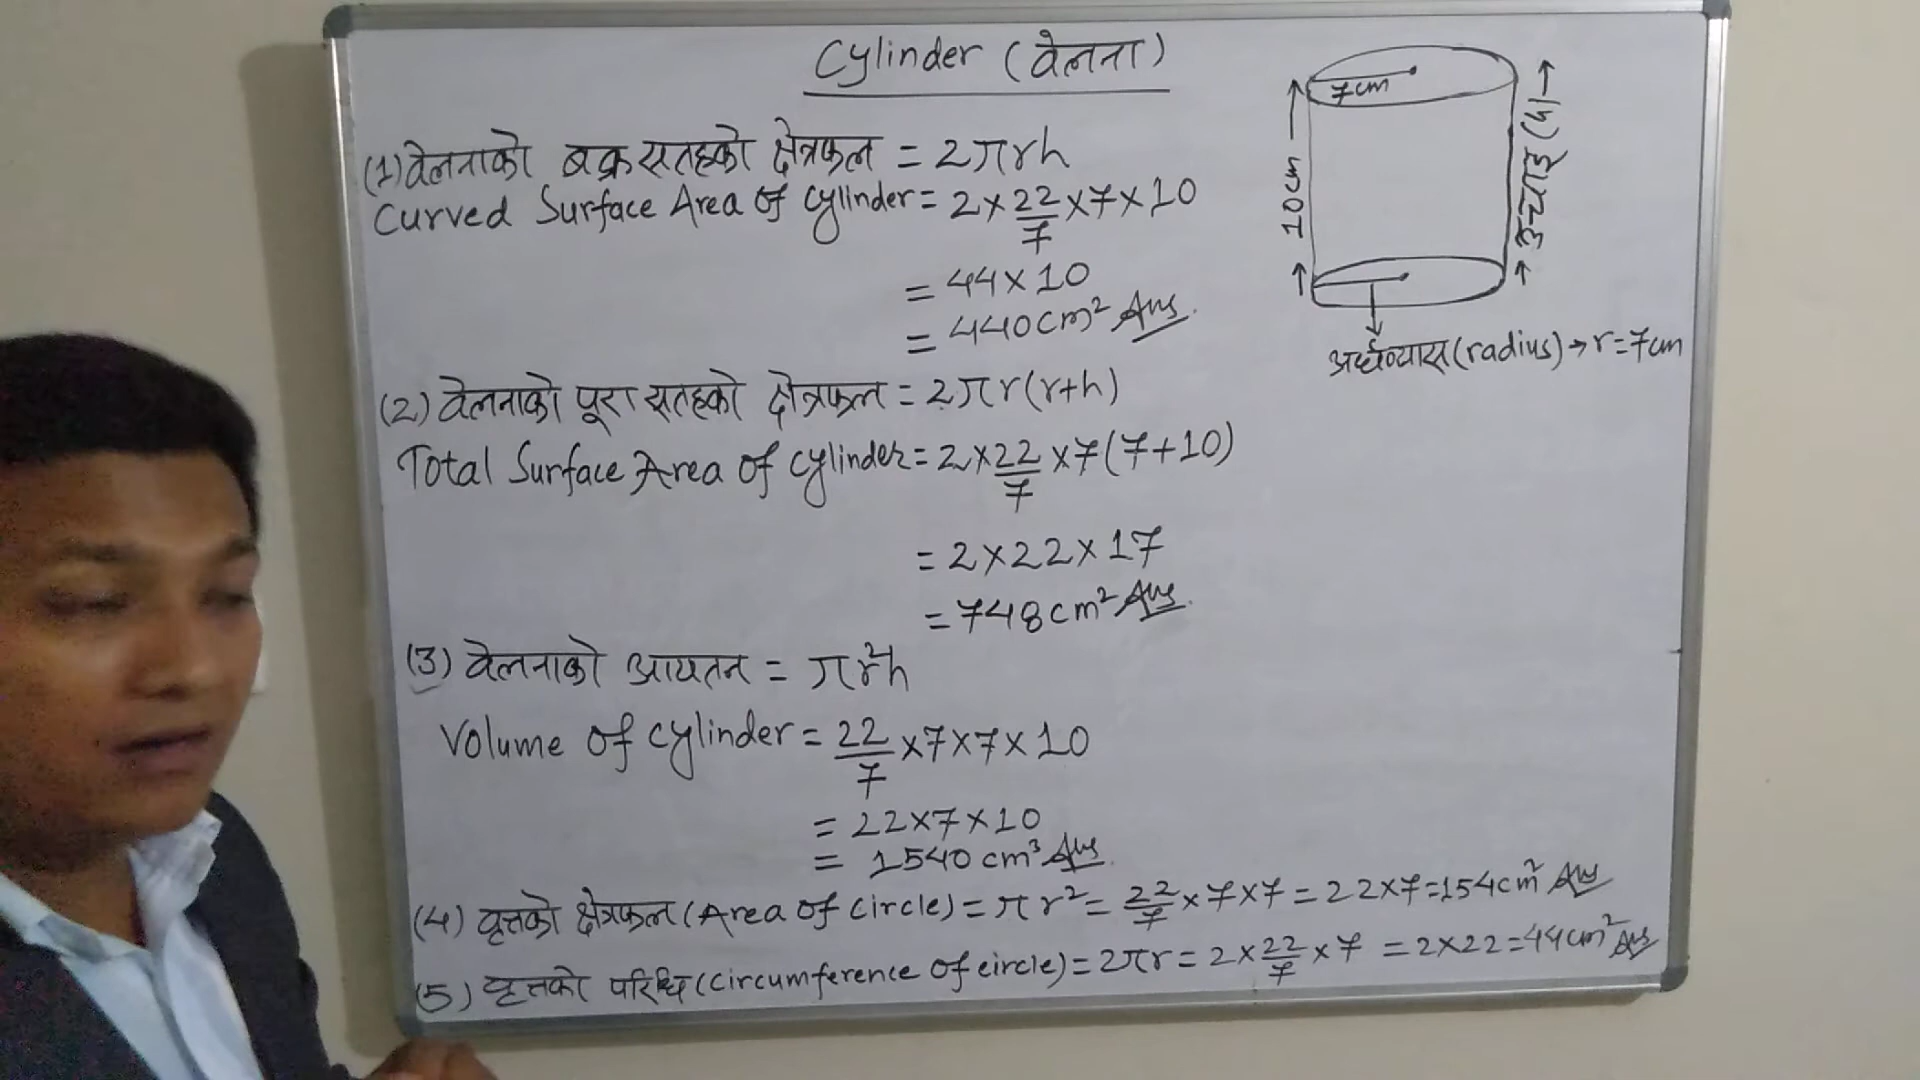 Cylinder (वेलना)
(1) वेलनाको बक्र सतहको क्षेत्रफल = 2πrh
Curved Surface Area of cylinder = 2 × 22/7 × 7 × 10
= 44 × 10
= 440 cm² Ans.
(2) वेलनाको पूरा सतहको क्षेत्रफल = 2πr(r+h)
Total Surface Area of cylinder = 2 × 22/7 × 7 (7+10)
= 2 × 22 × 17
= 748 cm² Ans.
(3) वेलनाको आयतन = πr²h
Volume of cylinder = 22/7 × 7 × 7 × 10
= 22 × 7 × 10
= 1540 cm³ Ans.
(4) वृत्तको क्षेत्रफल (Area of circle) = πr² = 22/7 × 7 × 7 = 22 × 7 = 154 cm² Ans
(5) वृत्तको परिधि (circumference of circle) = 2πr = 2 × 22/7 × 7 = 2 × 22 = 44 cm² Ans
7cm
10cm
उचाइ (h)
अर्धव्यास (radius) → r = 7cm